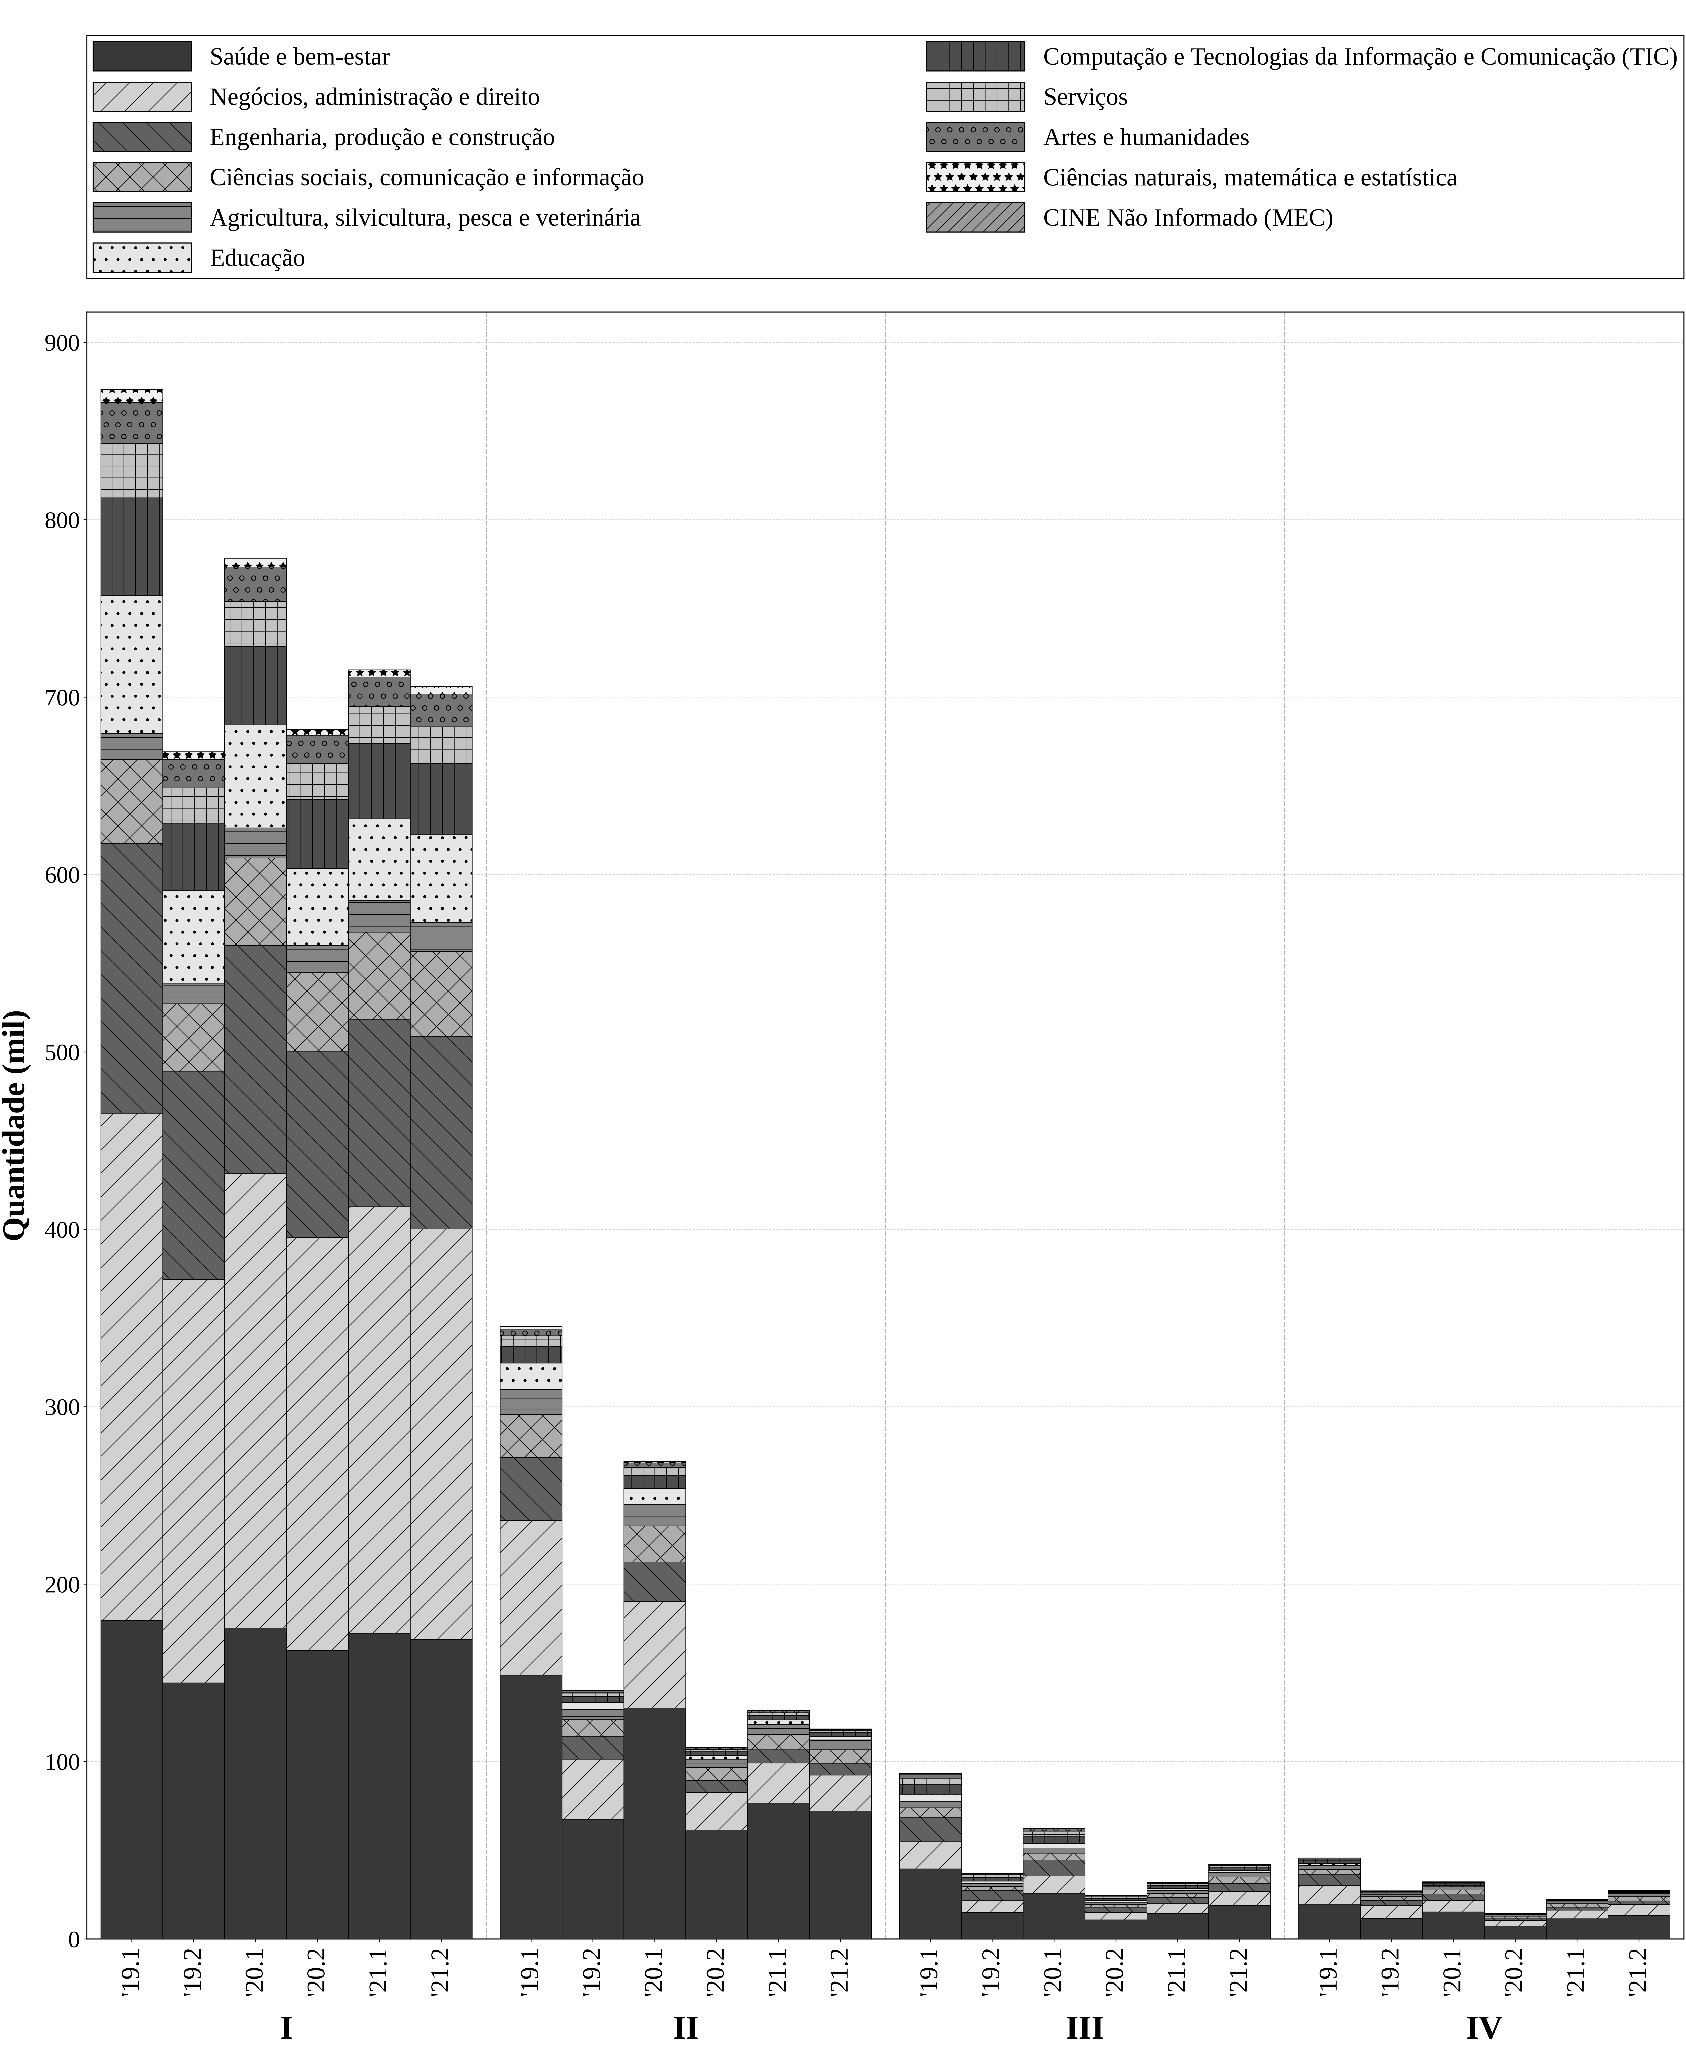 Saúde e bem-estar
Negócios, administração e direito
Engenharia, produção e construção
Ciências sociais, comunicação e informação
Agricultura, silvicultura, pesca e veterinária
Educação
Computação e Tecnologias da Informação e Comunicação (TIC)
Serviços
Artes e humanidades
Ciências naturais, matemática e estatística
CINE Não Informado (MEC)
Quantidade (mil)
900
800
700
600
500
400
300
200
100
0
'19.1 '19.2 '20.1 '20.2 '21.1 '21.2 '19.1 '19.2 '20.1 '20.2 '21.1 '21.2 '19.1 '19.2 '20.1 '20.2 '21.1 '21.2 '19.1 '19.2 '20.1 '20.2 '21.1 '21.2
I II III IV